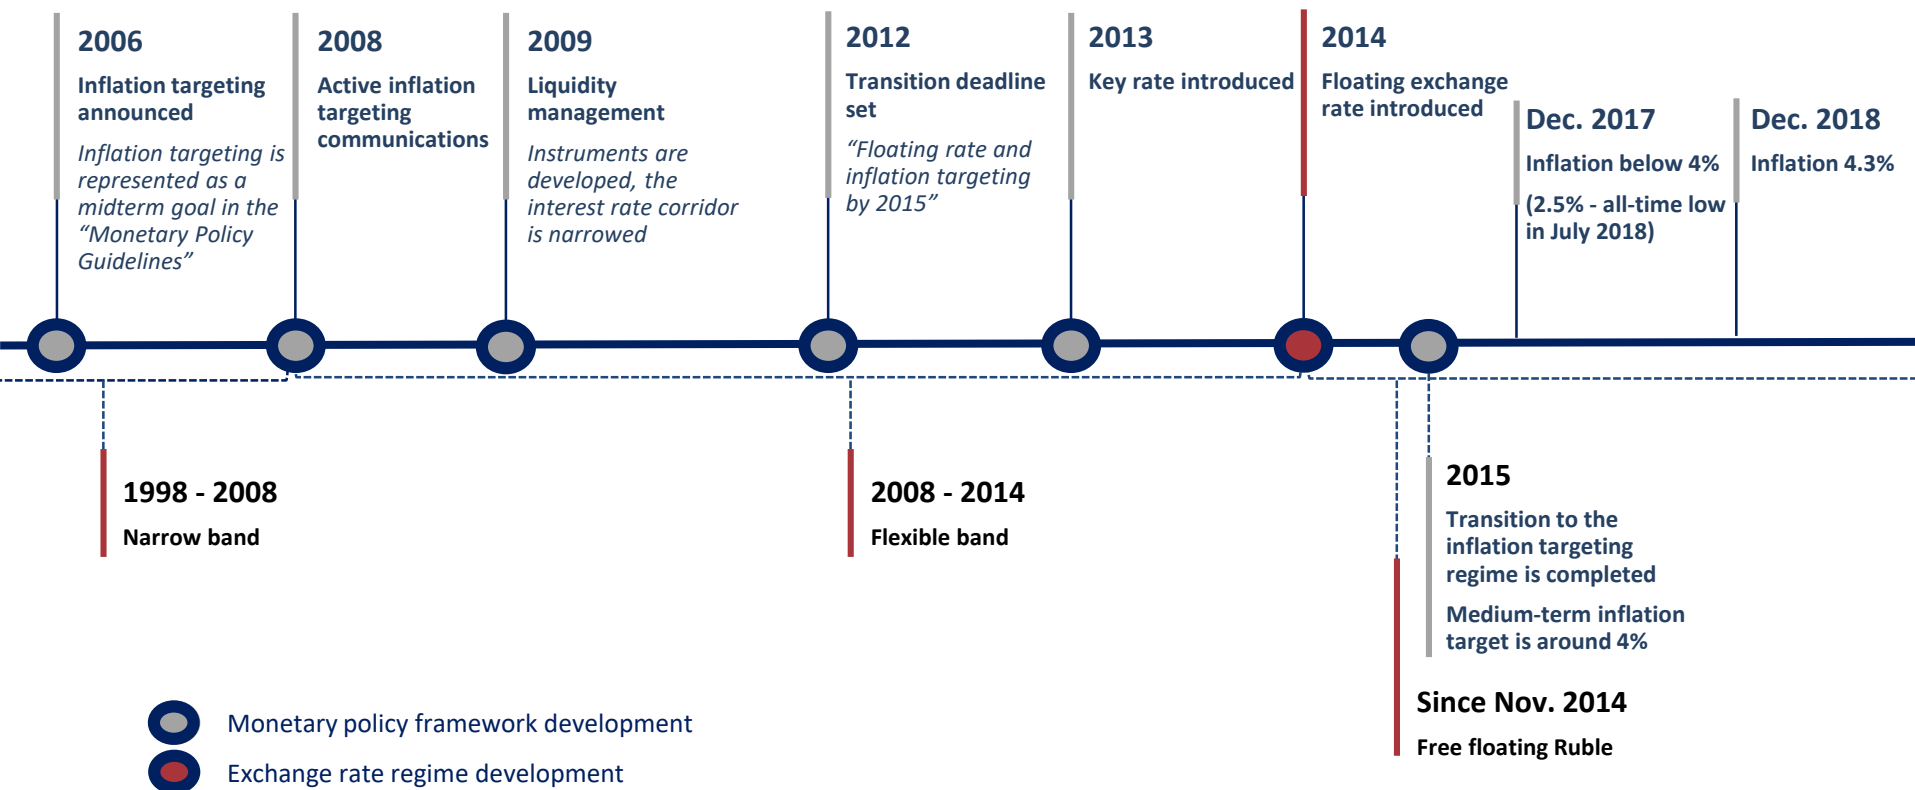 2006
Inflation targeting
announced
Inflation targeting is
represented as a
midterm goal in the
“Monetary Policy
Guidelines”
2008
Active inflation
targeting
communications
2009
Liquidity
management
Instruments are
developed, the
interest rate corridor
is narrowed
2012
Transition deadline
set
“Floating rate and
inflation targeting
by 2015”
2013
Key rate introduced
2014
Floating exchange
rate introduced
Dec. 2017
Inflation below 4%
(2.5% - all-time low
in July 2018)
Dec. 2018
Inflation 4.3%
1998 - 2008
Narrow band
2008 - 2014
Flexible band
2015
Transition to the
inflation targeting
regime is completed
Medium-term inflation
target is around 4%
Since Nov. 2014
Free floating Ruble
Monetary policy framework development
Exchange rate regime development